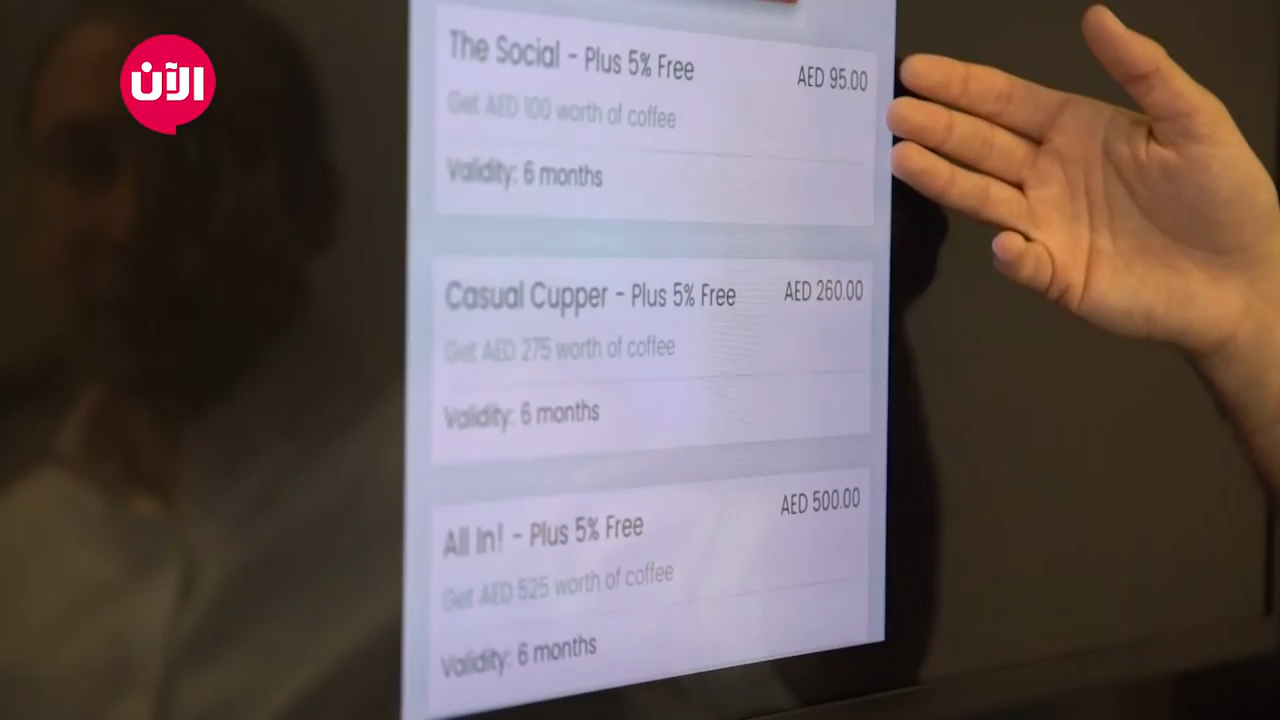 الآن
The Social - Plus 5% Free
AED 95.00
Get AED 100 worth of coffee
Validity: 6 months
Casual Cupper - Plus 5% Free
AED 260.00
Get AED 275 worth of coffee
Validity: 6 months
All In! - Plus 5% Free
AED 500.00
Get AED 525 worth of coffee
Validity: 6 months